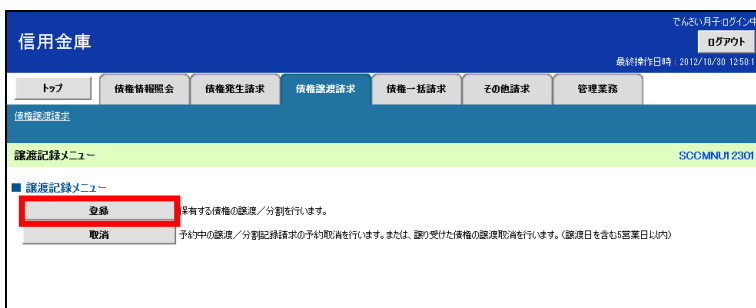 でんさい月子:ログイン中
信用金庫
ログアウト
最終操作日時：2012/10/30 12:50:1
トップ 債権情報照会 債権発生請求 債権譲渡請求 債権一括請求 その他請求 管理業務
債権譲渡請求
譲渡記録メニュー SCCMNU12301
■ 譲渡記録メニュー
登録 保有する債権の譲渡／分割を行います。
取消 予約中の譲渡／分割記録請求の予約取消を行います。または、譲り受けた債権の譲渡取消を行います。(譲渡日を含む5営業日以内)